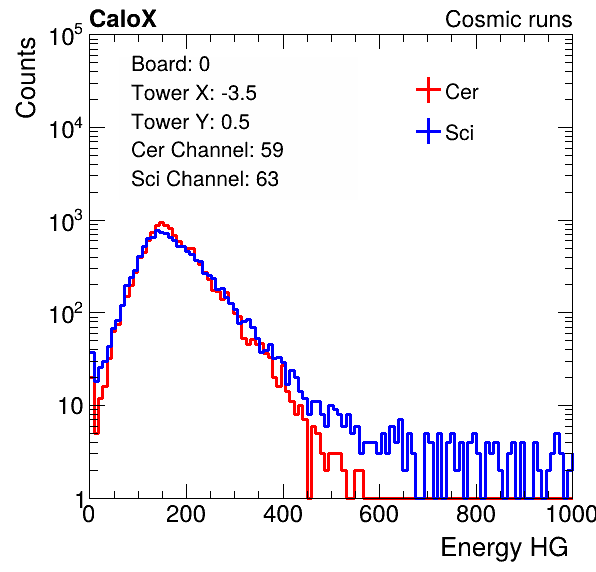 CaloX Cosmic runs
Counts
10^5
10^4
10^3
10^2
10
1
Board: 0
Tower X: -3.5
Tower Y: 0.5
Cer Channel: 59
Sci Channel: 63
Cer
Sci
0 200 400 600 800 1000
Energy HG